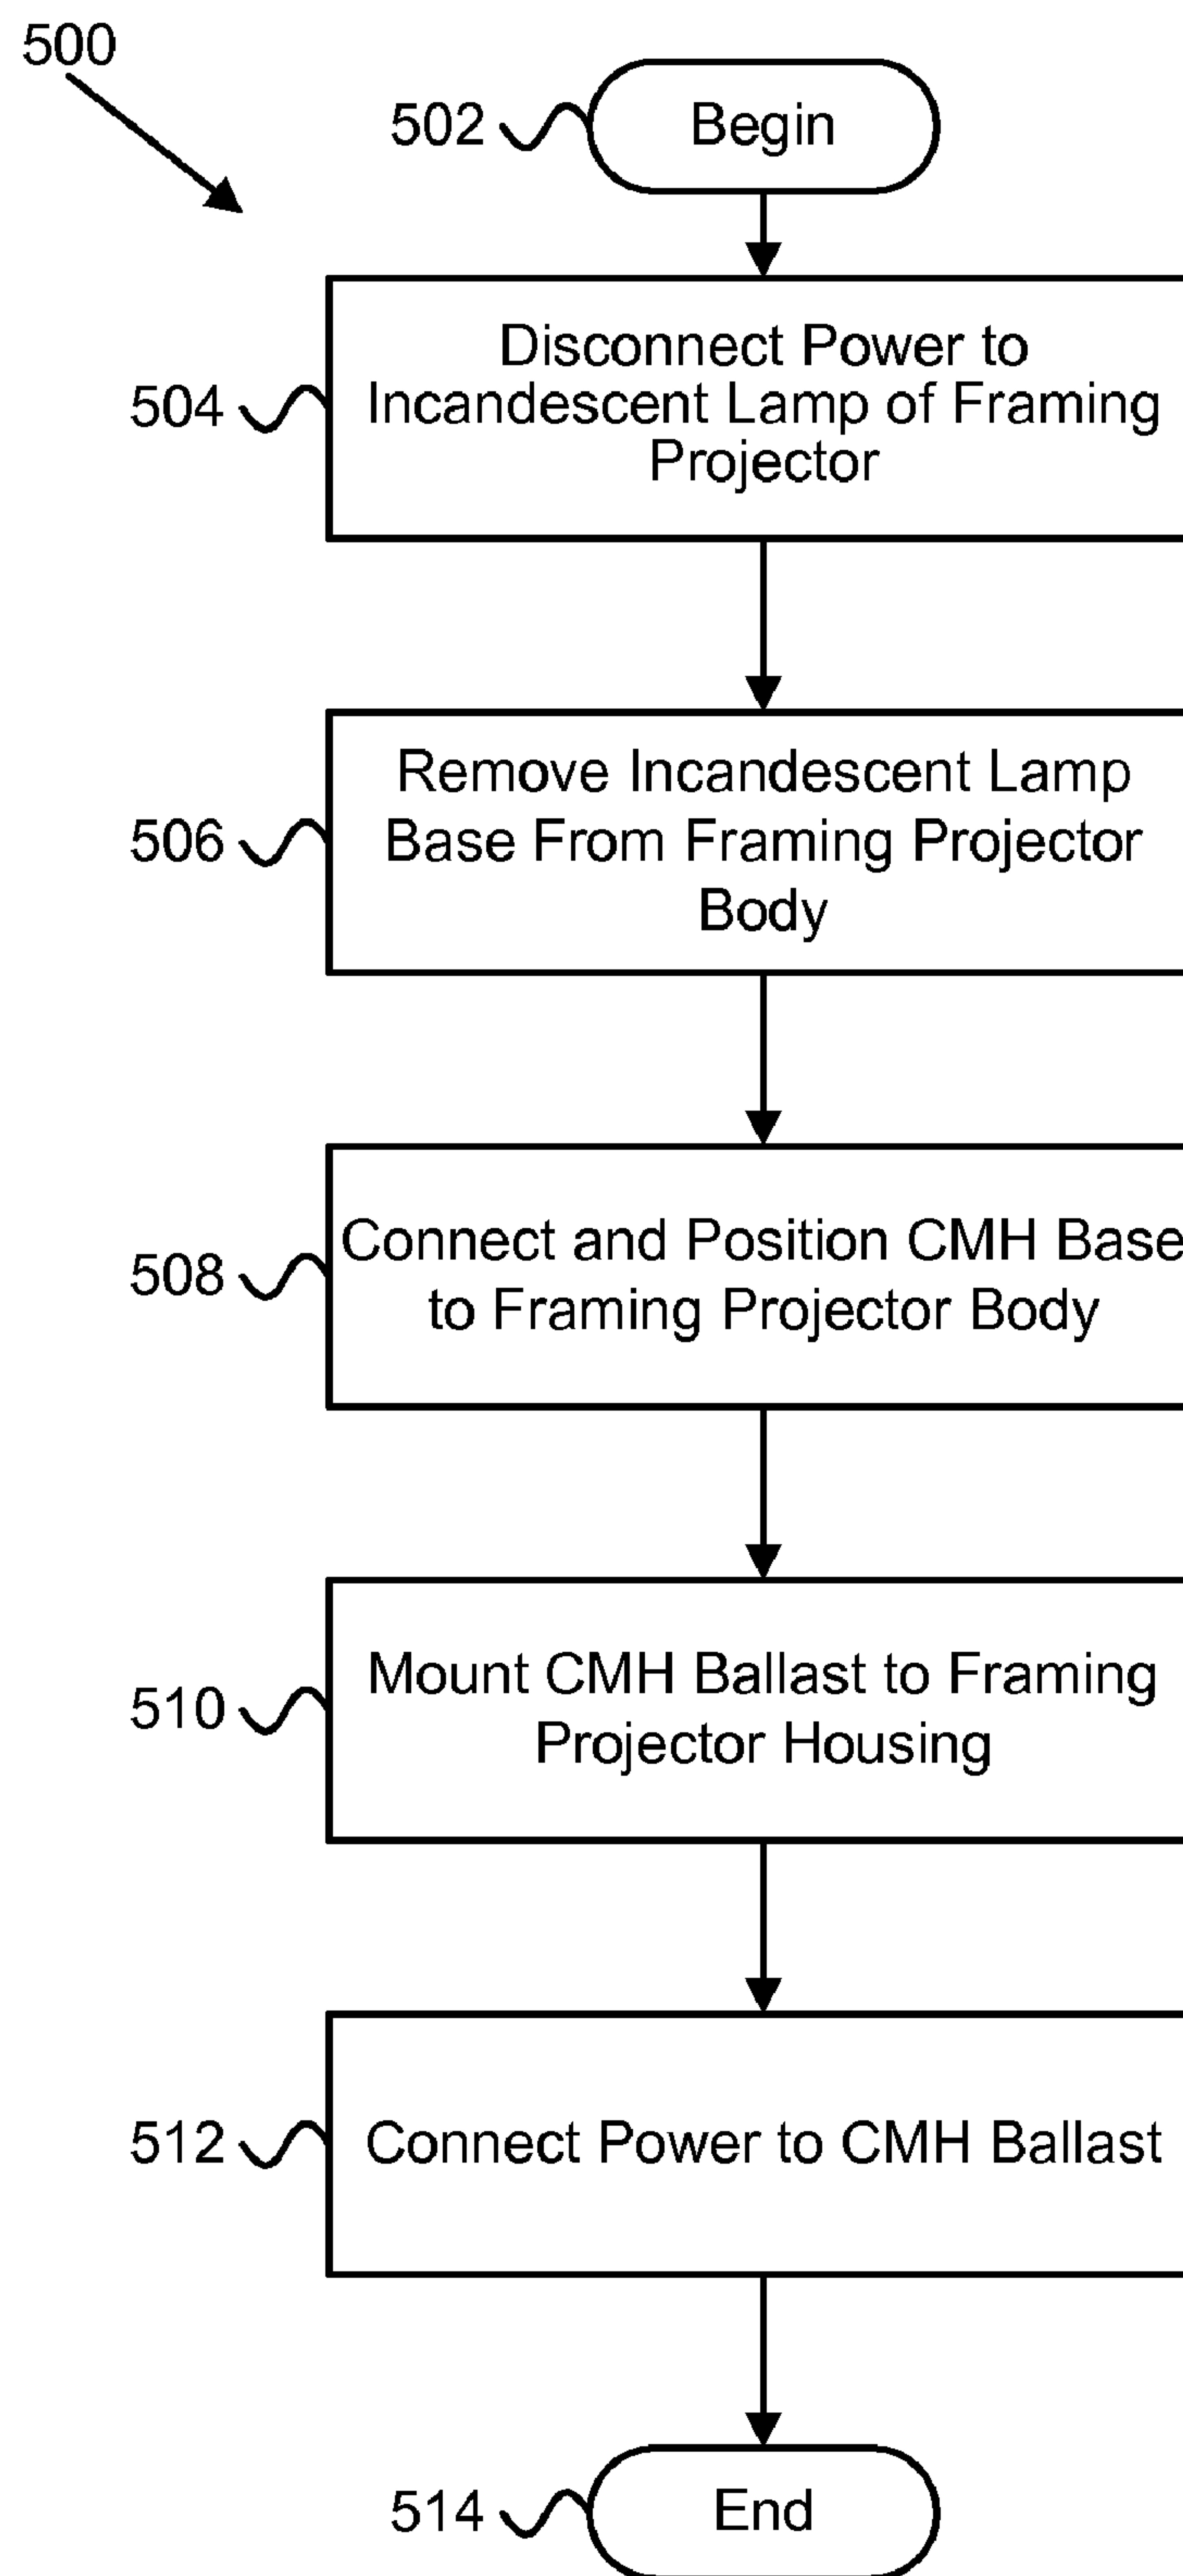 500
502
Begin
504
Disconnect Power to
Incandescent Lamp of Framing
Projector
506
Remove Incandescent Lamp
Base From Framing Projector
Body
508
Connect and Position CMH Base
to Framing Projector Body
510
Mount CMH Ballast to Framing
Projector Housing
512
Connect Power to CMH Ballast
514
End